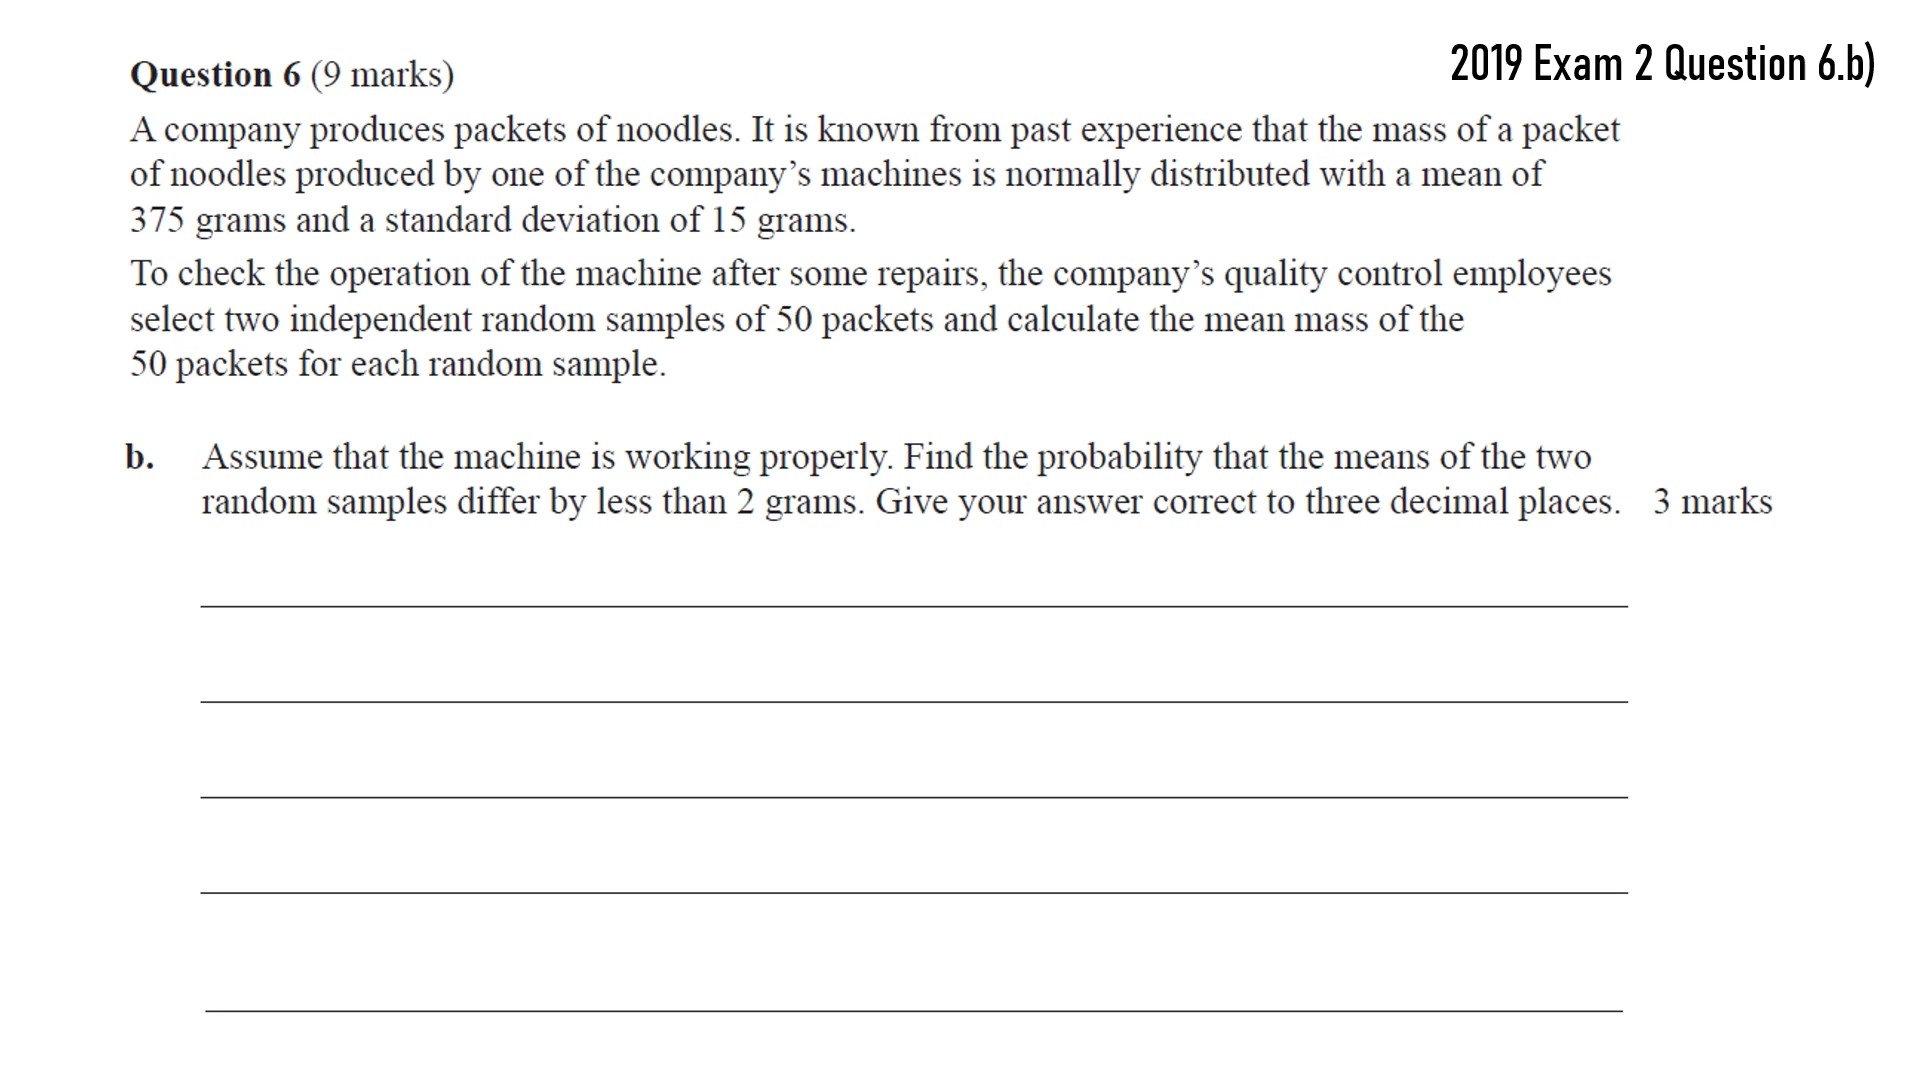 2019 Exam 2 Question 6.b)
Question 6 (9 marks)
A company produces packets of noodles. It is known from past experience that the mass of a packet
of noodles produced by one of the company’s machines is normally distributed with a mean of
375 grams and a standard deviation of 15 grams.
To check the operation of the machine after some repairs, the company’s quality control employees
select two independent random samples of 50 packets and calculate the mean mass of the
50 packets for each random sample.
b. Assume that the machine is working properly. Find the probability that the means of the two
random samples differ by less than 2 grams. Give your answer correct to three decimal places. 3 marks